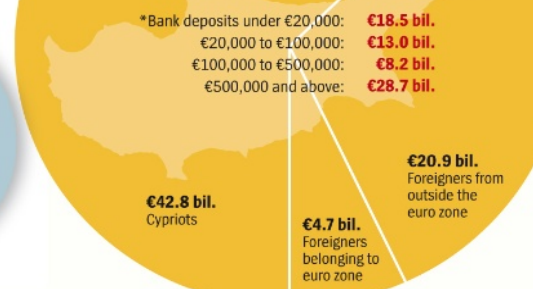 *Bank deposits under €20,000: €18.5 bil.
€20,000 to €100,000: €13.0 bil.
€100,000 to €500,000: €8.2 bil.
€500,000 and above: €28.7 bil.
€42.8 bil.
Cypriots
€4.7 bil.
Foreigners
belonging to
euro zone
€20.9 bil.
Foreigners from
outside the
euro zone